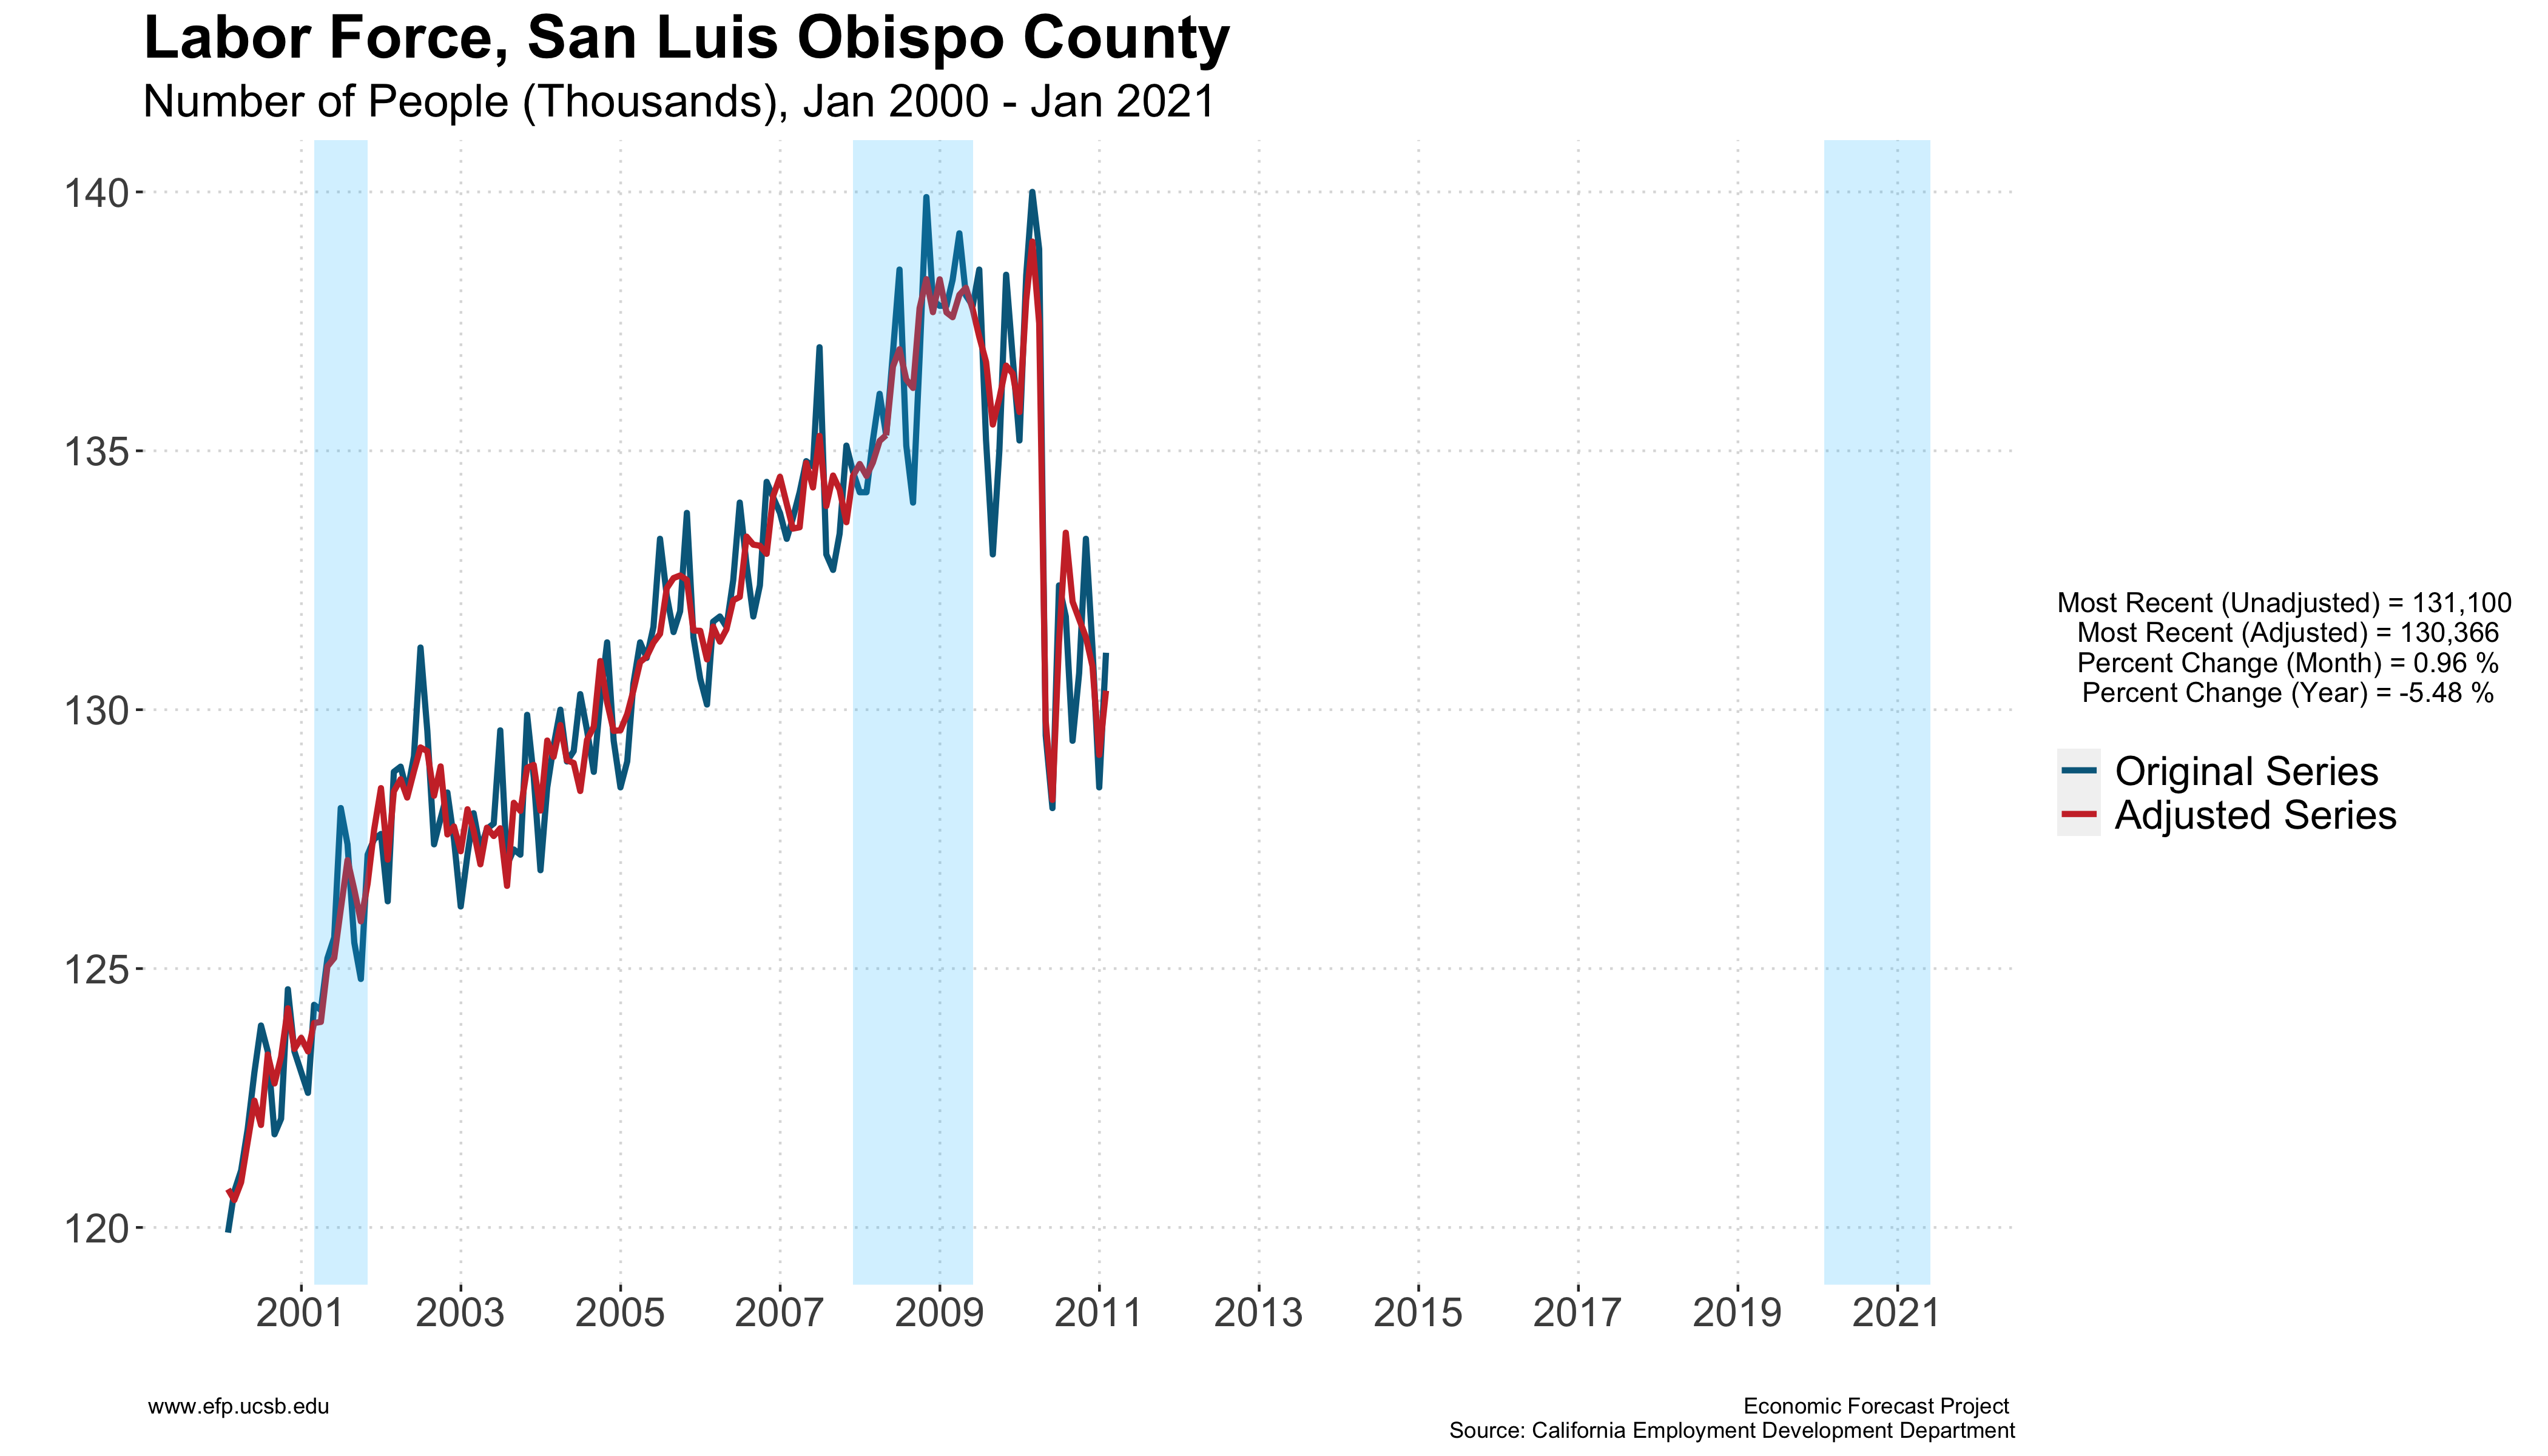 Labor Force, San Luis Obispo County
Number of People (Thousands), Jan 2000 - Jan 2021
140
135
130
125
120
2001 2003 2005 2007 2009 2011 2013 2015 2017 2019 2021
Most Recent (Unadjusted) = 131,100
Most Recent (Adjusted) = 130,366
Percent Change (Month) = 0.96 %
Percent Change (Year) = -5.48 %
Original Series
Adjusted Series
www.efp.ucsb.edu
Economic Forecast Project
Source: California Employment Development Department